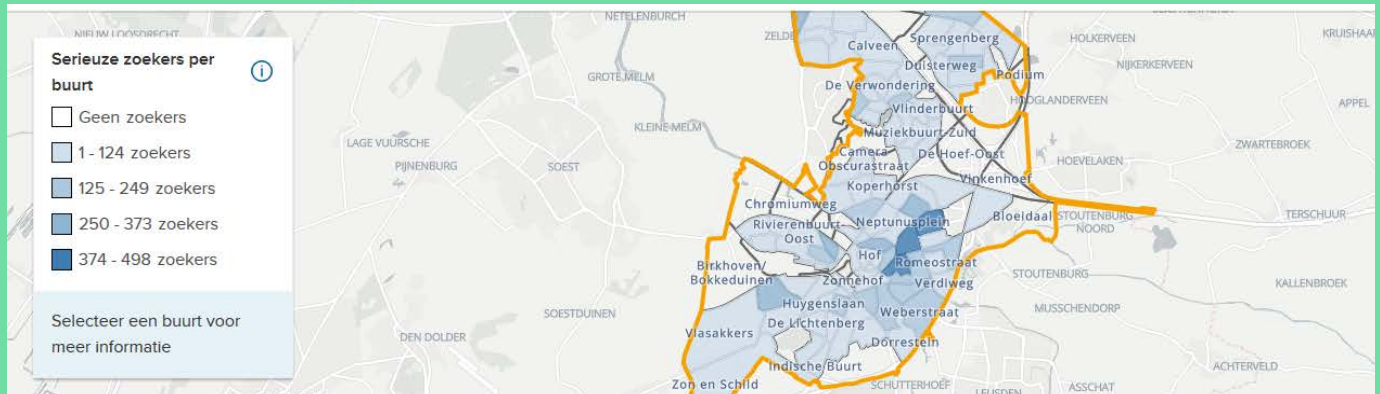 Serieuze zoekers per
buurt
Geen zoekers
1 - 124 zoekers
125 - 249 zoekers
250 - 373 zoekers
374 - 498 zoekers
Selecteer een buurt voor
meer informatie
NIEUW LOOSDRECHT
NETELENBURCH
Calveen
Sprengenberg
HOLKERVEEN
Duisterweg
NIJKERKERVEEN
GROTE MELM
Podium
De Verwondering
HOOGLANDERVEEN
APPEL
Vlinderbuurt
KLEINE MELM
Muziekbuurt-Zuid
LAGE VUURSCHE
ZWARTEBROEK
Camera
Obscurastraat
De Hoef-Oost
HOEVELAKEN
PIJNENBURG
SOEST
Koperhorst
Vinkenhoef
Chromiumweg
Neptunusplein
Bloeidaal
STOUTENBURG
NOORD
TERSCHUUR
Rivierenbuurt-
Oost
Hof
Romeostraat
Birkhoven/
Bokkeduinen
Zonnehof
Verdiweg
STOUTENBURG
KALLENBROEK
Huygenslaan
SOESTDUINEN
Weberstraat
MUSSCHENDORP
De Lichtenberg
Vlasakkers
DEN DOLDER
Dorrestein
Indische Buurt
ACHTERVELD
Zon en Schild
SCHUTTERHOEF
LEUSDEN
ASSCHAT